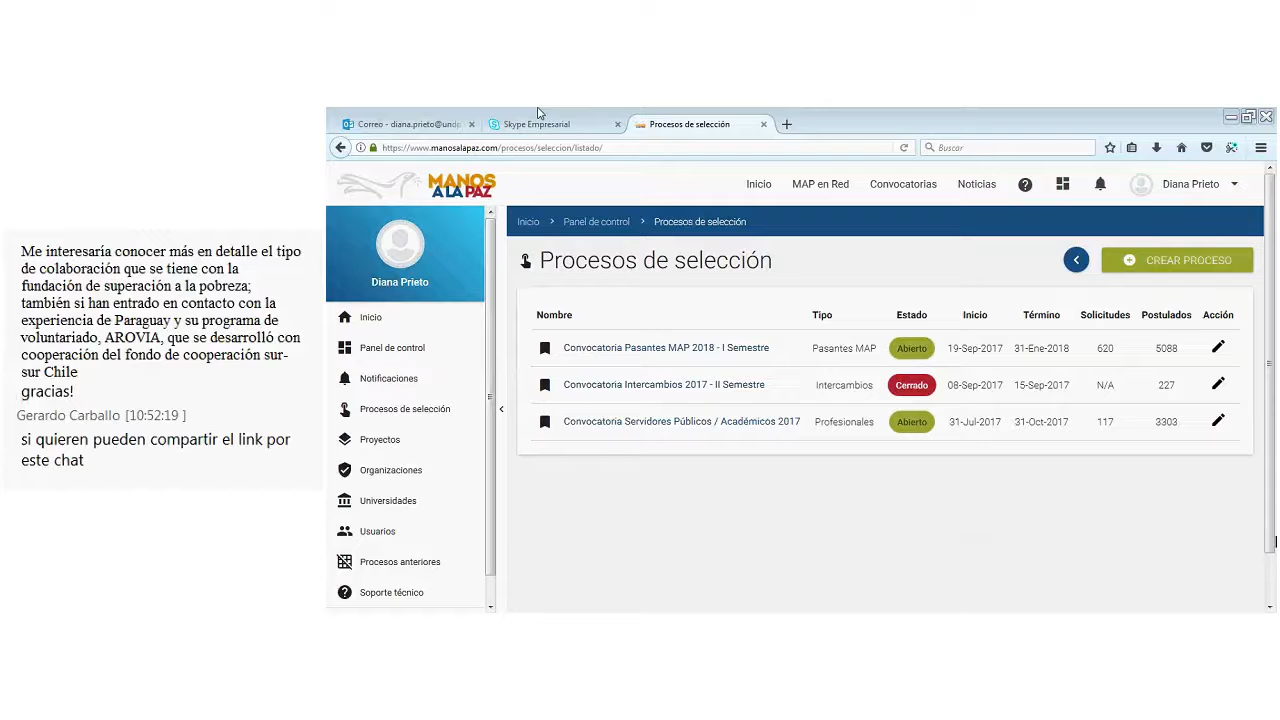 Me interesaría conocer más en detalle el tipo
de colaboración que se tiene con la
fundación de superación a la pobreza;
también si han entrado en contacto con la
experiencia de Paraguay y su programa de
voluntariado, AROVIA, que se desarrolló con
cooperación del fondo de cooperación sur-
sur Chile
gracias!
Gerardo Carballo [10:52:19 ]
si quieren pueden compartir el link por
este chat
Correo - diana.prieto@undp
Skype Empresarial
Procesos de selección
https://www.manosalapaz.com/procesos/seleccion/listado/
Buscar
MANOS
A LA PAZ
Inicio
MAP en Red
Convocatorias
Noticias
Diana Prieto
Diana Prieto
Inicio
Panel de control
Notificaciones
Procesos de selección
Proyectos
Organizaciones
Universidades
Usuarios
Procesos anteriores
Soporte técnico
Inicio > Panel de control > Procesos de selección
Procesos de selección
CREAR PROCESO
Nombre Tipo Estado Inicio Término Solicitudes Postulados Acción
Convocatoria Pasantes MAP 2018 - I Semestre Pasantes MAP Abierto 19-Sep-2017 31-Ene-2018 620 5088
Convocatoria Intercambios 2017 - II Semestre Intercambios Cerrado 08-Sep-2017 15-Sep-2017 N/A 227
Convocatoria Servidores Públicos / Académicos 2017 Profesionales Abierto 31-Jul-2017 31-Oct-2017 117 3303